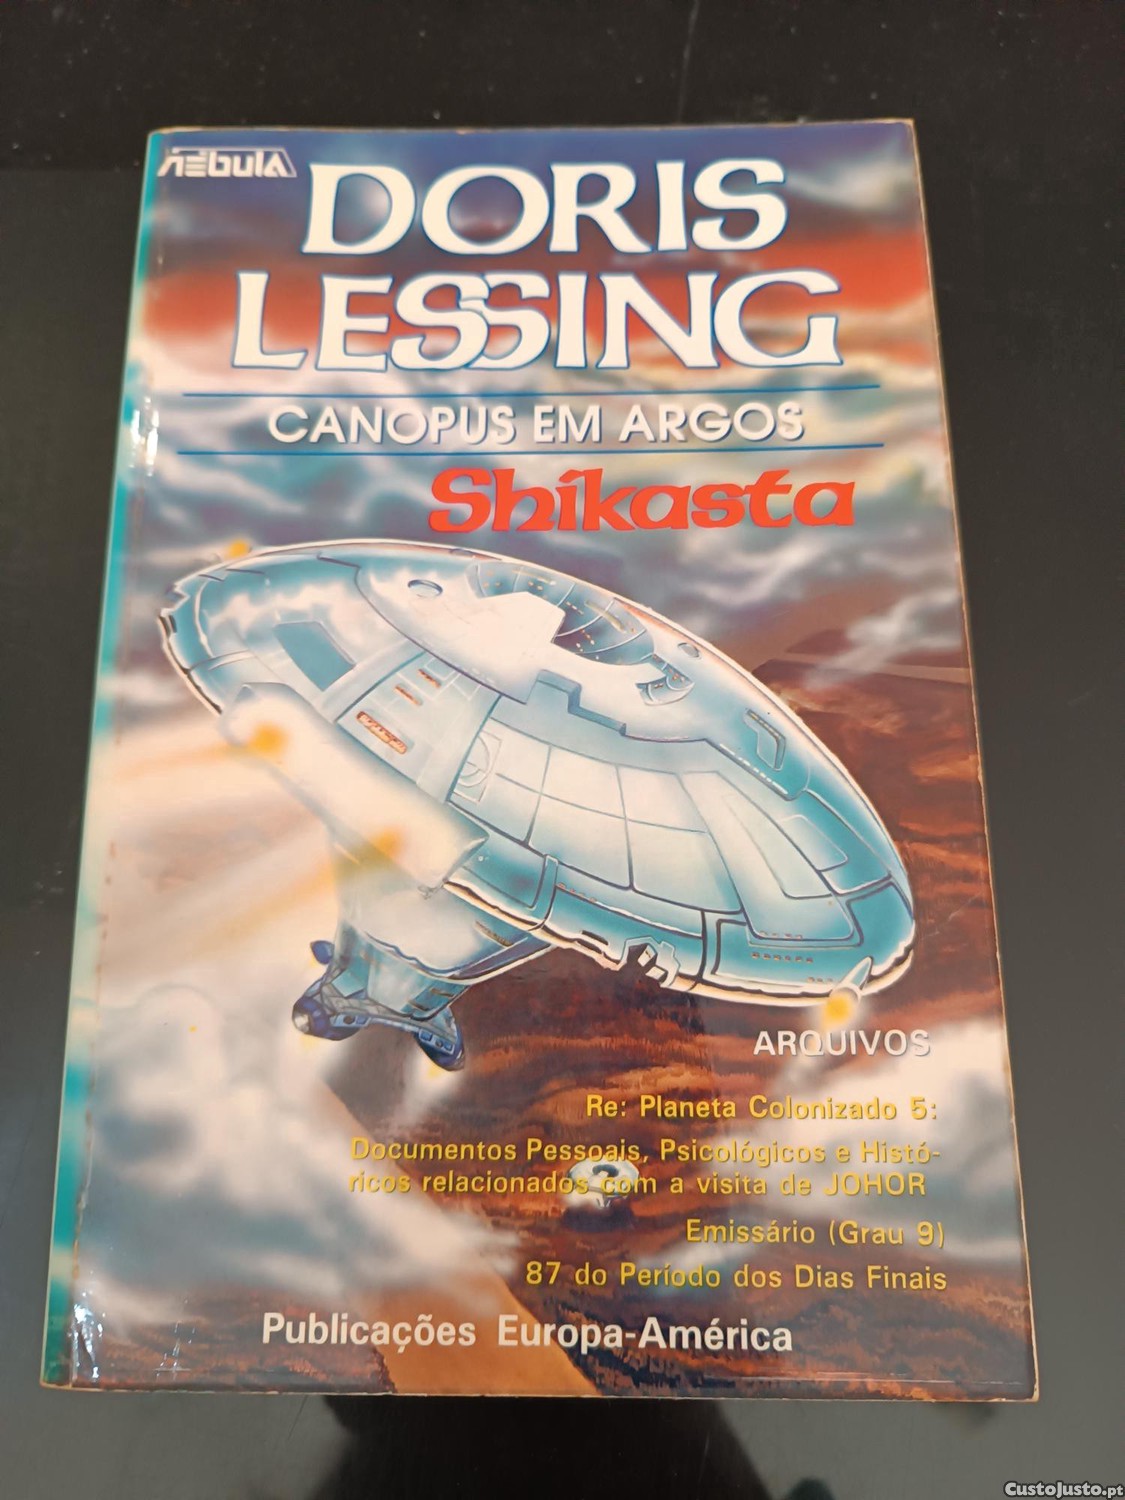 nébula
DORIS
LESSING
CANOPUS EM ARGOS
Shikasta
ARQUIVOS
Re: Planeta Colonizado 5:
Documentos Pessoais, Psicológicos e Histó-
ricos relacionados com a visita de JOHOR
Emissário (Grau 9)
87 do Período dos Dias Finais
Publicações Europa-América
CustoJusto.pt